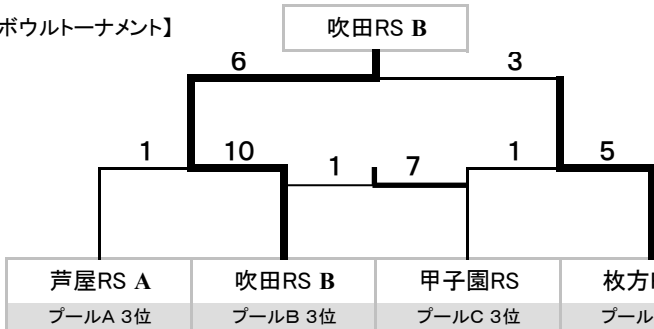 ボウルトーナメント】
吹田RS B
6 3
1 10 1 7 1 5
芦屋RS A 吹田RS B 甲子園RS 枚方
プールA 3位 プールB 3位 プールC 3位 プール